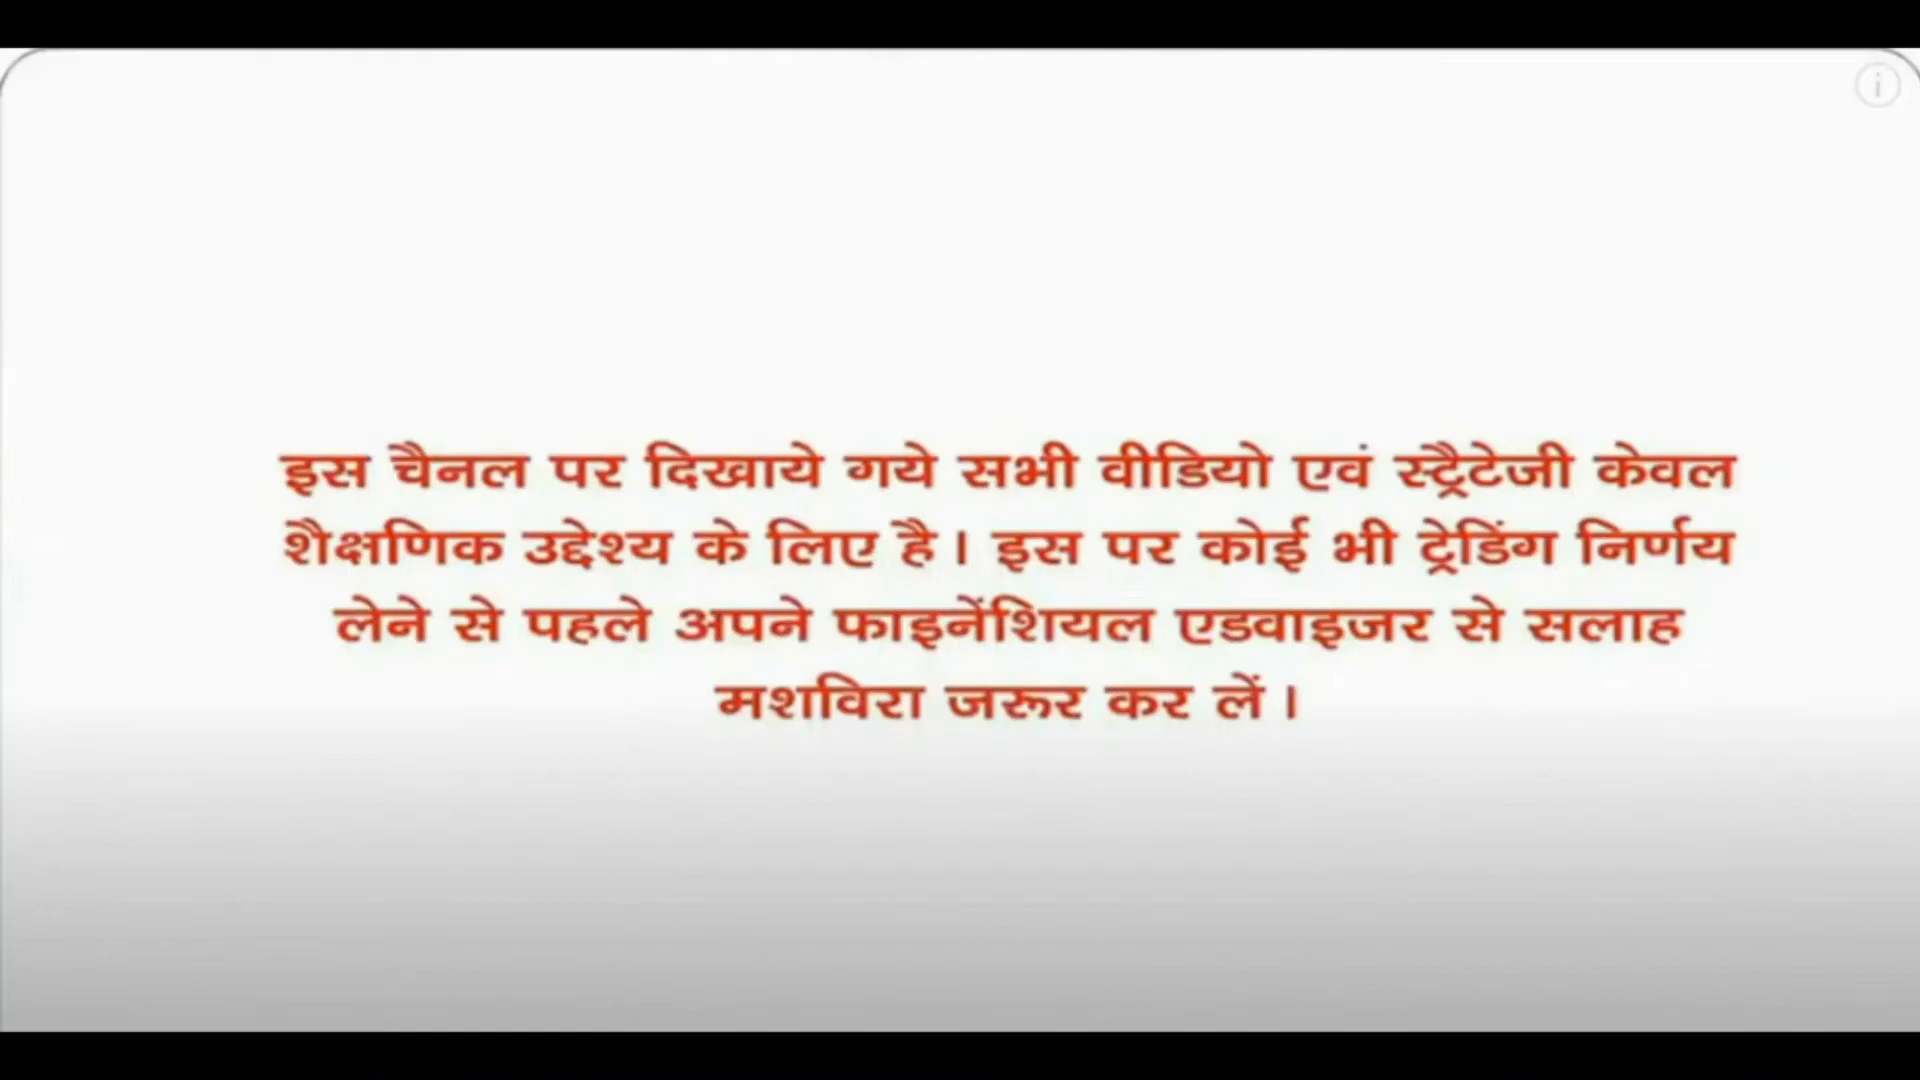 इस चैनल पर दिखाये गये सभी वीडियो एवं स्ट्रैटेजी केवल
शैक्षणिक उद्देश्य के लिए है। इस पर कोई भी ट्रेडिंग निर्णय
लेने से पहले अपने फाइनेंशियल एडवाइजर से सलाह
मशविरा जरूर कर लें।